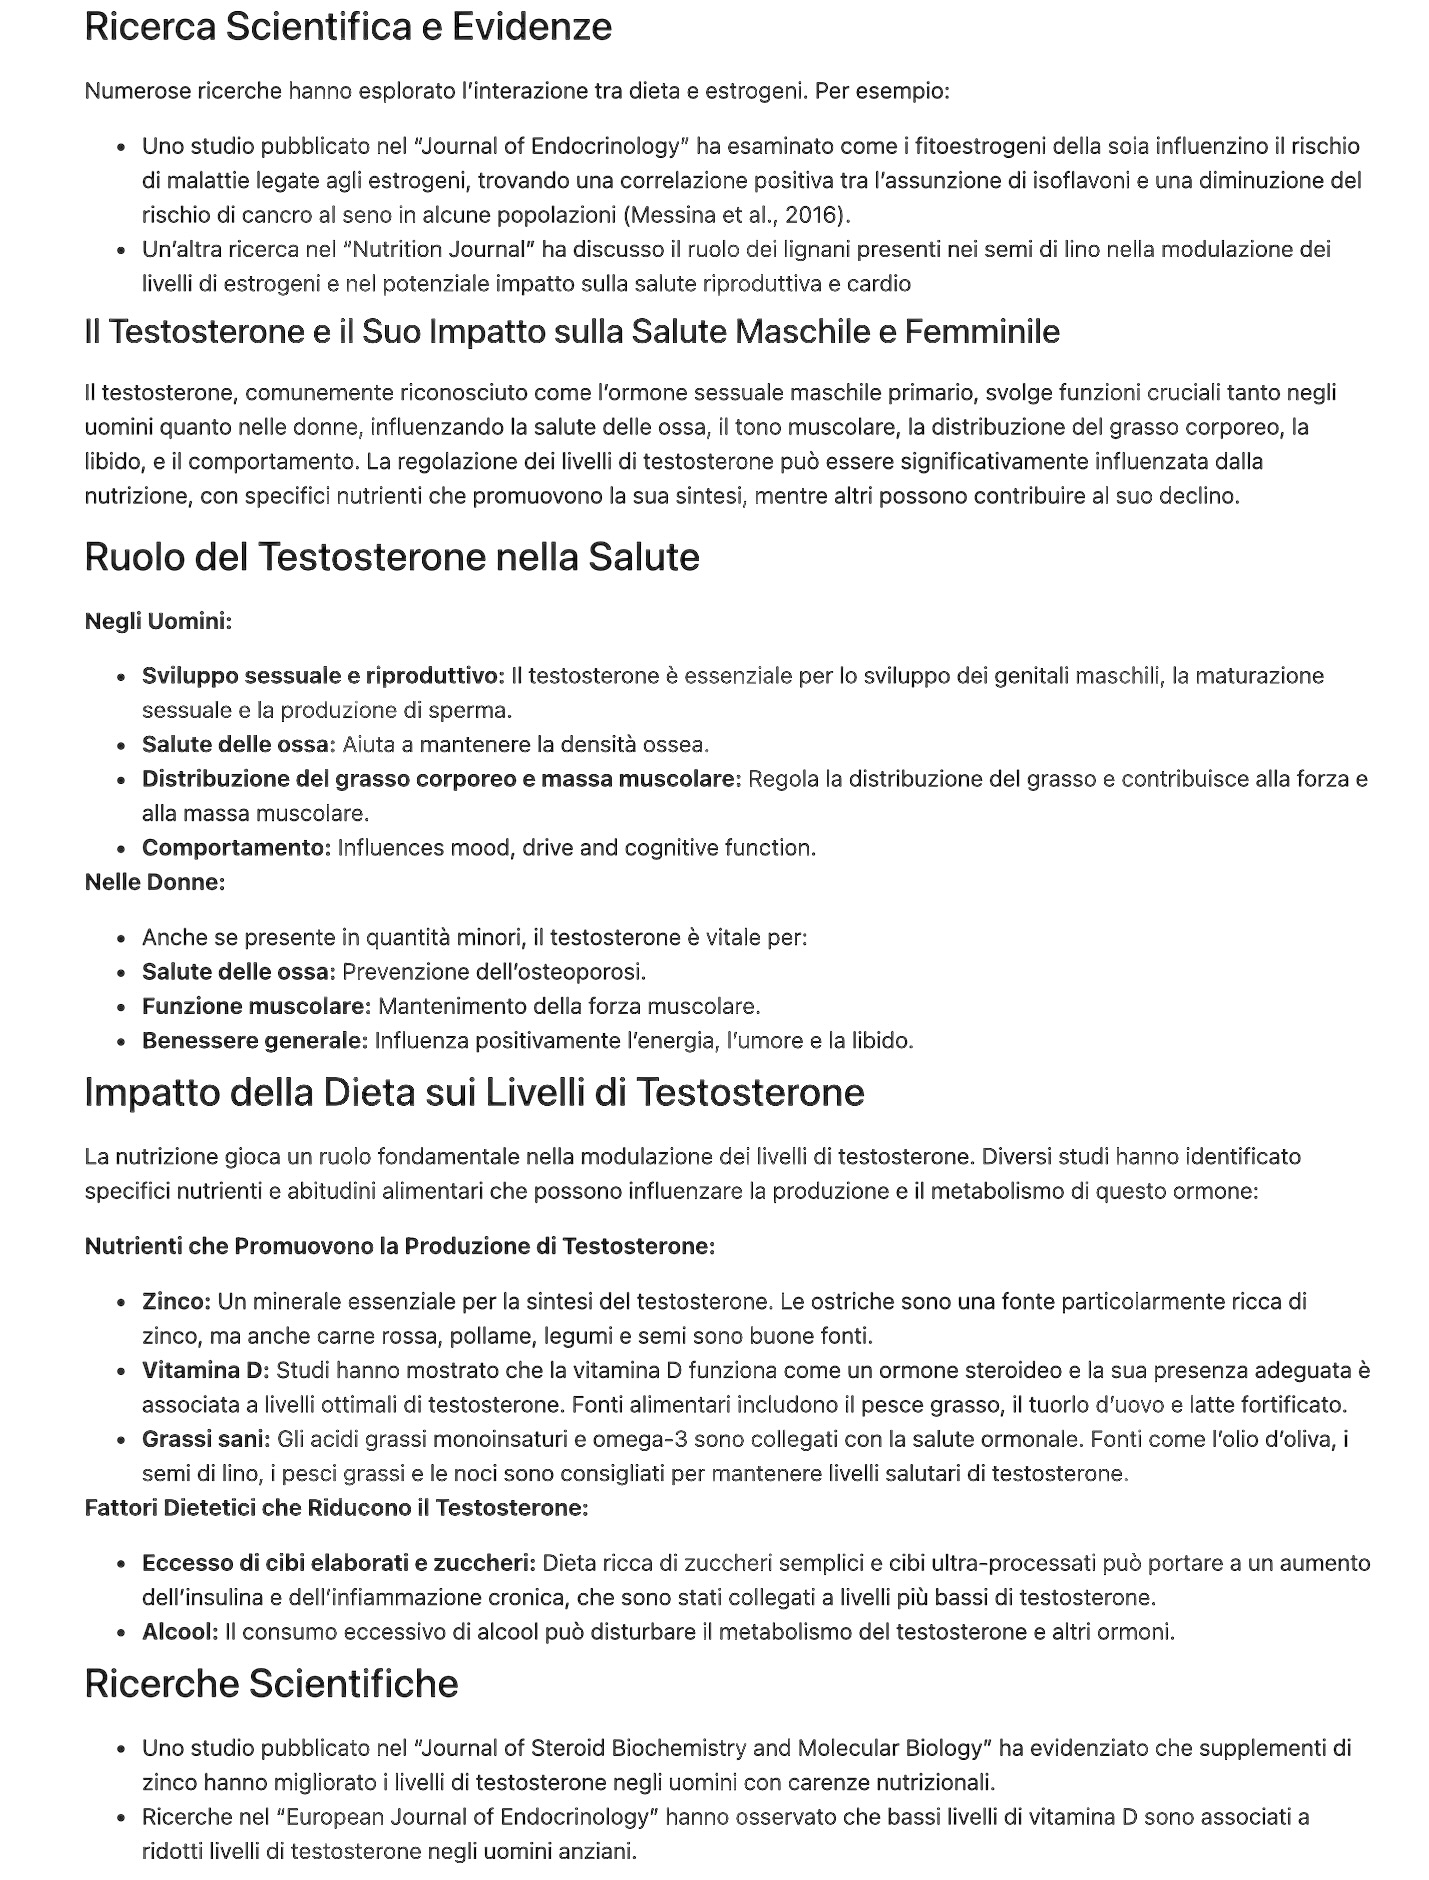 Ricerca Scientifica e Evidenze
Numerose ricerche hanno esplorato l’interazione tra dieta e estrogeni. Per esempio:
• Uno studio pubblicato nel “Journal of Endocrinology” ha esaminato come i fitoestrogeni della soia influenzino il rischio
di malattie legate agli estrogeni, trovando una correlazione positiva tra l’assunzione di isoflavoni e una diminuzione del
rischio di cancro al seno in alcune popolazioni (Messina et al., 2016).
• Un’altra ricerca nel “Nutrition Journal” ha discusso il ruolo dei lignani presenti nei semi di lino nella modulazione dei
livelli di estrogeni e nel potenziale impatto sulla salute riproduttiva e cardio
Il Testosterone e il Suo Impatto sulla Salute Maschile e Femminile
Il testosterone, comunemente riconosciuto come l’ormone sessuale maschile primario, svolge funzioni cruciali tanto negli
uomini quanto nelle donne, influenzando la salute delle ossa, il tono muscolare, la distribuzione del grasso corporeo, la
libido, e il comportamento. La regolazione dei livelli di testosterone può essere significativamente influenzata dalla
nutrizione, con specifici nutrienti che promuovono la sua sintesi, mentre altri possono contribuire al suo declino.
Ruolo del Testosterone nella Salute
Negli Uomini:
• Sviluppo sessuale e riproduttivo: Il testosterone è essenziale per lo sviluppo dei genitali maschili, la maturazione
sessuale e la produzione di sperma.
• Salute delle ossa: Aiuta a mantenere la densità ossea.
• Distribuzione del grasso corporeo e massa muscolare: Regola la distribuzione del grasso e contribuisce alla forza e
alla massa muscolare.
• Comportamento: Influences mood, drive and cognitive function.
Nelle Donne:
• Anche se presente in quantità minori, il testosterone è vitale per:
• Salute delle ossa: Prevenzione dell’osteoporosi.
• Funzione muscolare: Mantenimento della forza muscolare.
• Benessere generale: Influenza positivamente l’energia, l’umore e la libido.
Impatto della Dieta sui Livelli di Testosterone
La nutrizione gioca un ruolo fondamentale nella modulazione dei livelli di testosterone. Diversi studi hanno identificato
specifici nutrienti e abitudini alimentari che possono influenzare la produzione e il metabolismo di questo ormone:
Nutrienti che Promuovono la Produzione di Testosterone:
• Zinco: Un minerale essenziale per la sintesi del testosterone. Le ostriche sono una fonte particolarmente ricca di
zinco, ma anche carne rossa, pollame, legumi e semi sono buone fonti.
• Vitamina D: Studi hanno mostrato che la vitamina D funziona come un ormone steroideo e la sua presenza adeguata è
associata a livelli ottimali di testosterone. Fonti alimentari includono il pesce grasso, il tuorlo d’uovo e latte fortificato.
• Grassi sani: Gli acidi grassi monoinsaturi e omega-3 sono collegati con la salute ormonale. Fonti come l’olio d’oliva, i
semi di lino, i pesci grassi e le noci sono consigliati per mantenere livelli salutari di testosterone.
Fattori Dietetici che Riducono il Testosterone:
• Eccesso di cibi elaborati e zuccheri: Dieta ricca di zuccheri semplici e cibi ultra-processati può portare a un aumento
dell’insulina e dell’infiammazione cronica, che sono stati collegati a livelli più bassi di testosterone.
• Alcool: Il consumo eccessivo di alcool può disturbare il metabolismo del testosterone e altri ormoni.
Ricerche Scientifiche
• Uno studio pubblicato nel “Journal of Steroid Biochemistry and Molecular Biology” ha evidenziato che supplementi di
zinco hanno migliorato i livelli di testosterone negli uomini con carenze nutrizionali.
• Ricerche nel “European Journal of Endocrinology” hanno osservato che bassi livelli di vitamina D sono associati a
ridotti livelli di testosterone negli uomini anziani.